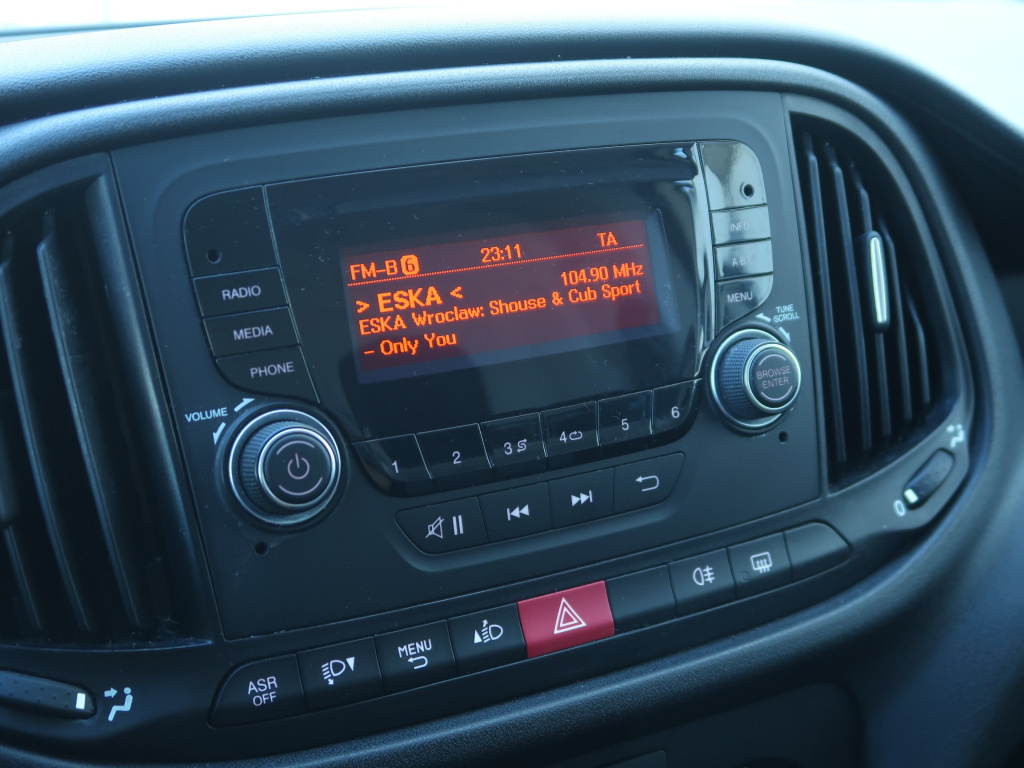 FM-B 6 23:11 TA
104.90 MHz
> ESKA <
ESKA Wroclaw: Shouse & Cub Sport
- Only You
RADIO
MEDIA
PHONE
INFO
A-B-C
MENU
VOLUME
TUNE
SCROLL
BROWSE
ENTER
1 2 3 4 5 6
ASR
OFF
MENU
0